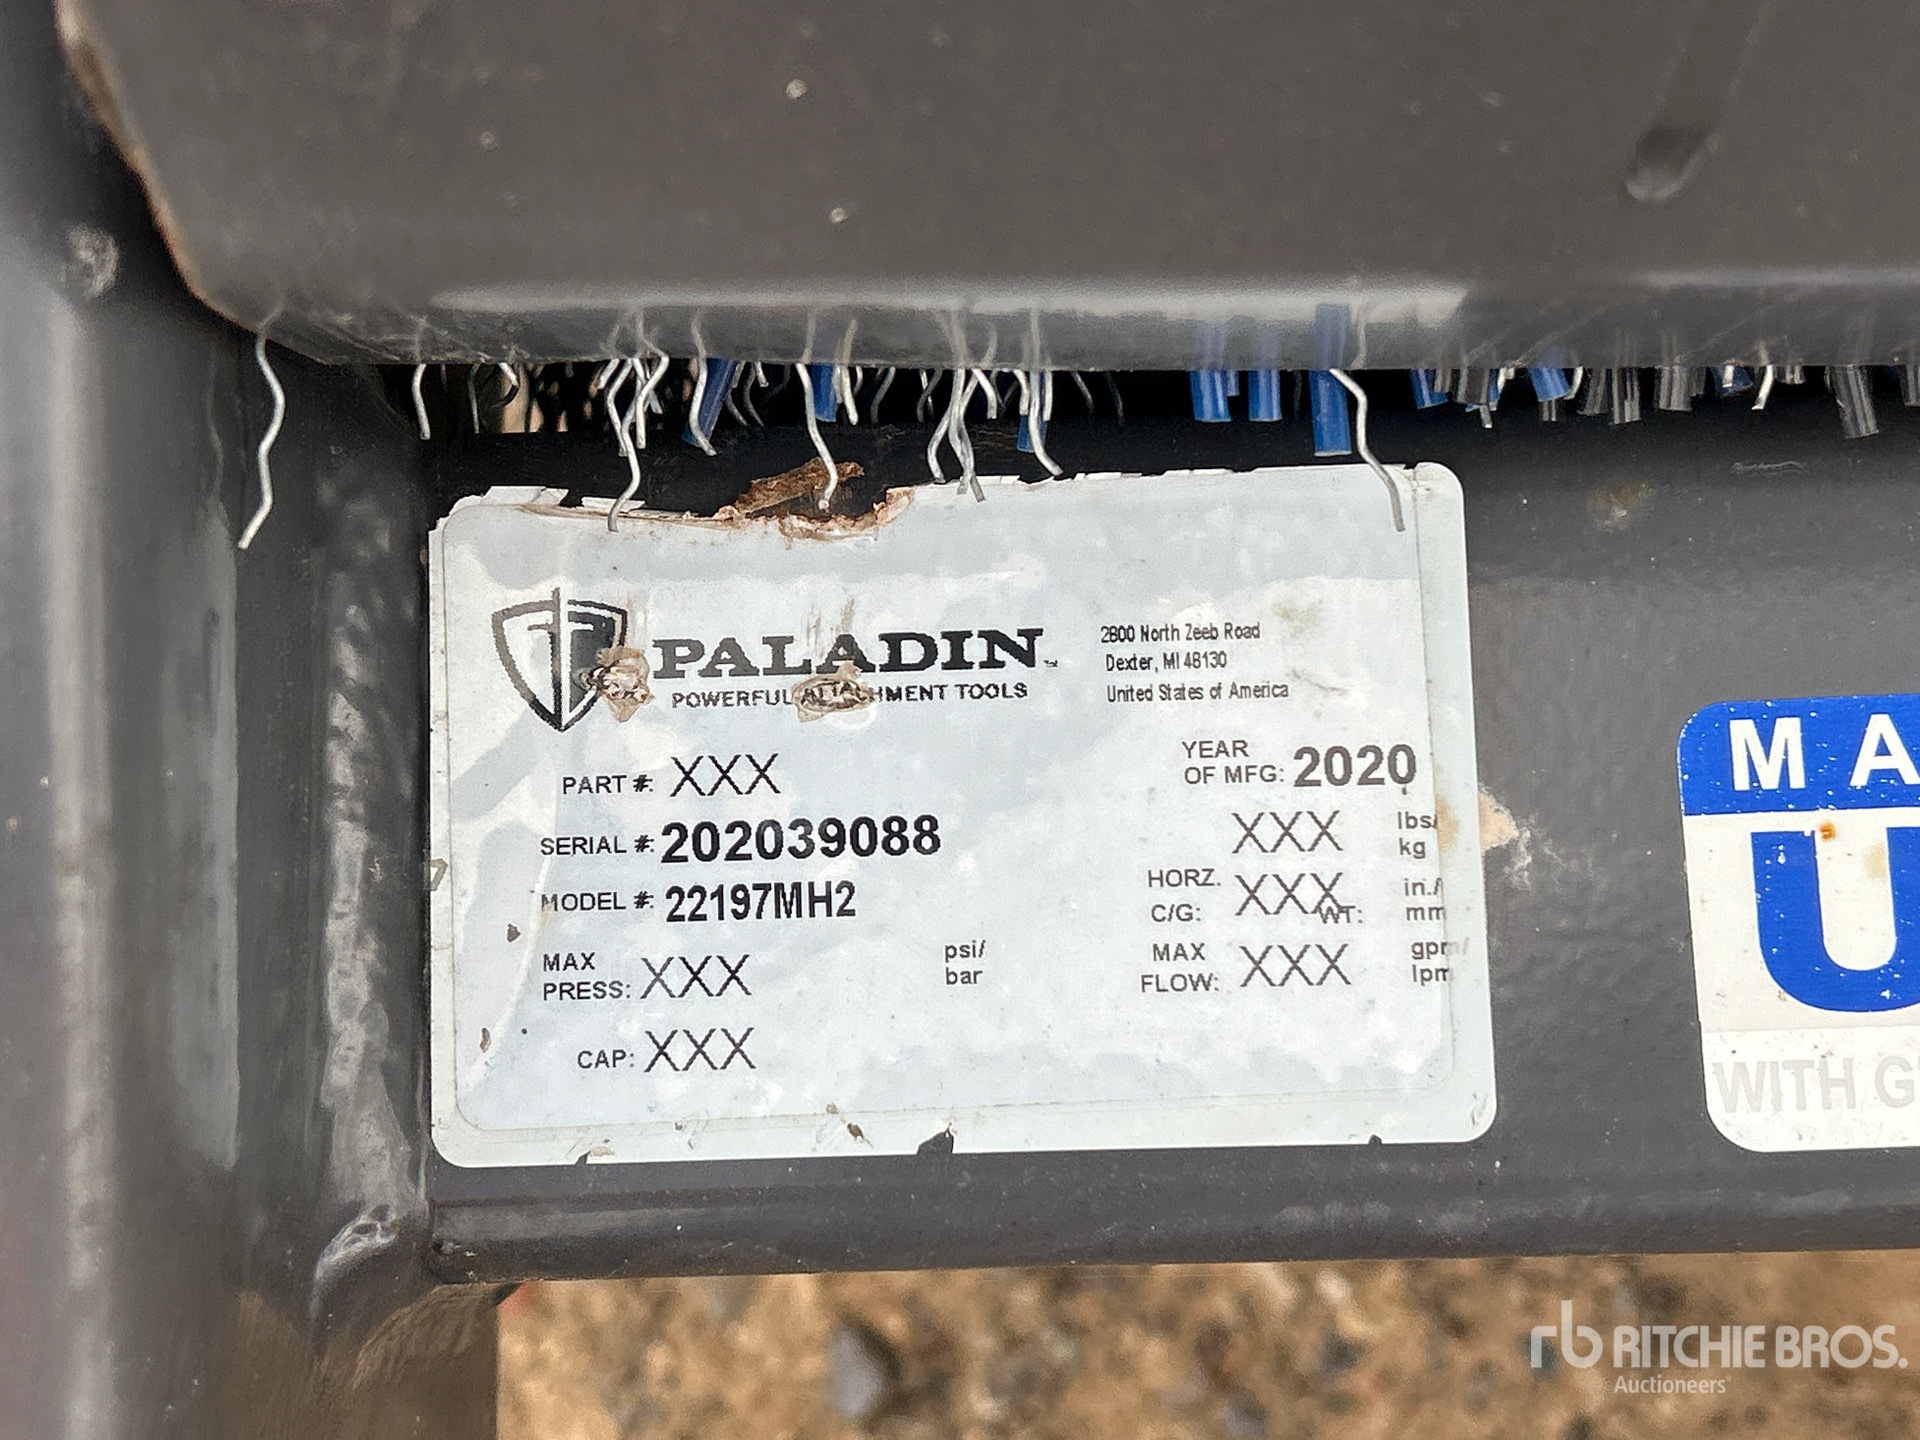 PALADIN™
POWERFUL ATTACHMENT TOOLS
2800 North Zeeb Road
Dexter, MI 48130
United States of America
PART #: XXX
YEAR
OF MFG: 2020
SERIAL #: 202039088
XXX lbs/
kg
MODEL #: 22197MH2
HORZ.
C/G: XXX WT: in./
mm
MAX
PRESS: XXX psi/
bar
MAX
FLOW: XXX gpm/
lpm
CAP: XXX
MA
U
WITH G
rb RITCHIE BROS.
Auctioneers